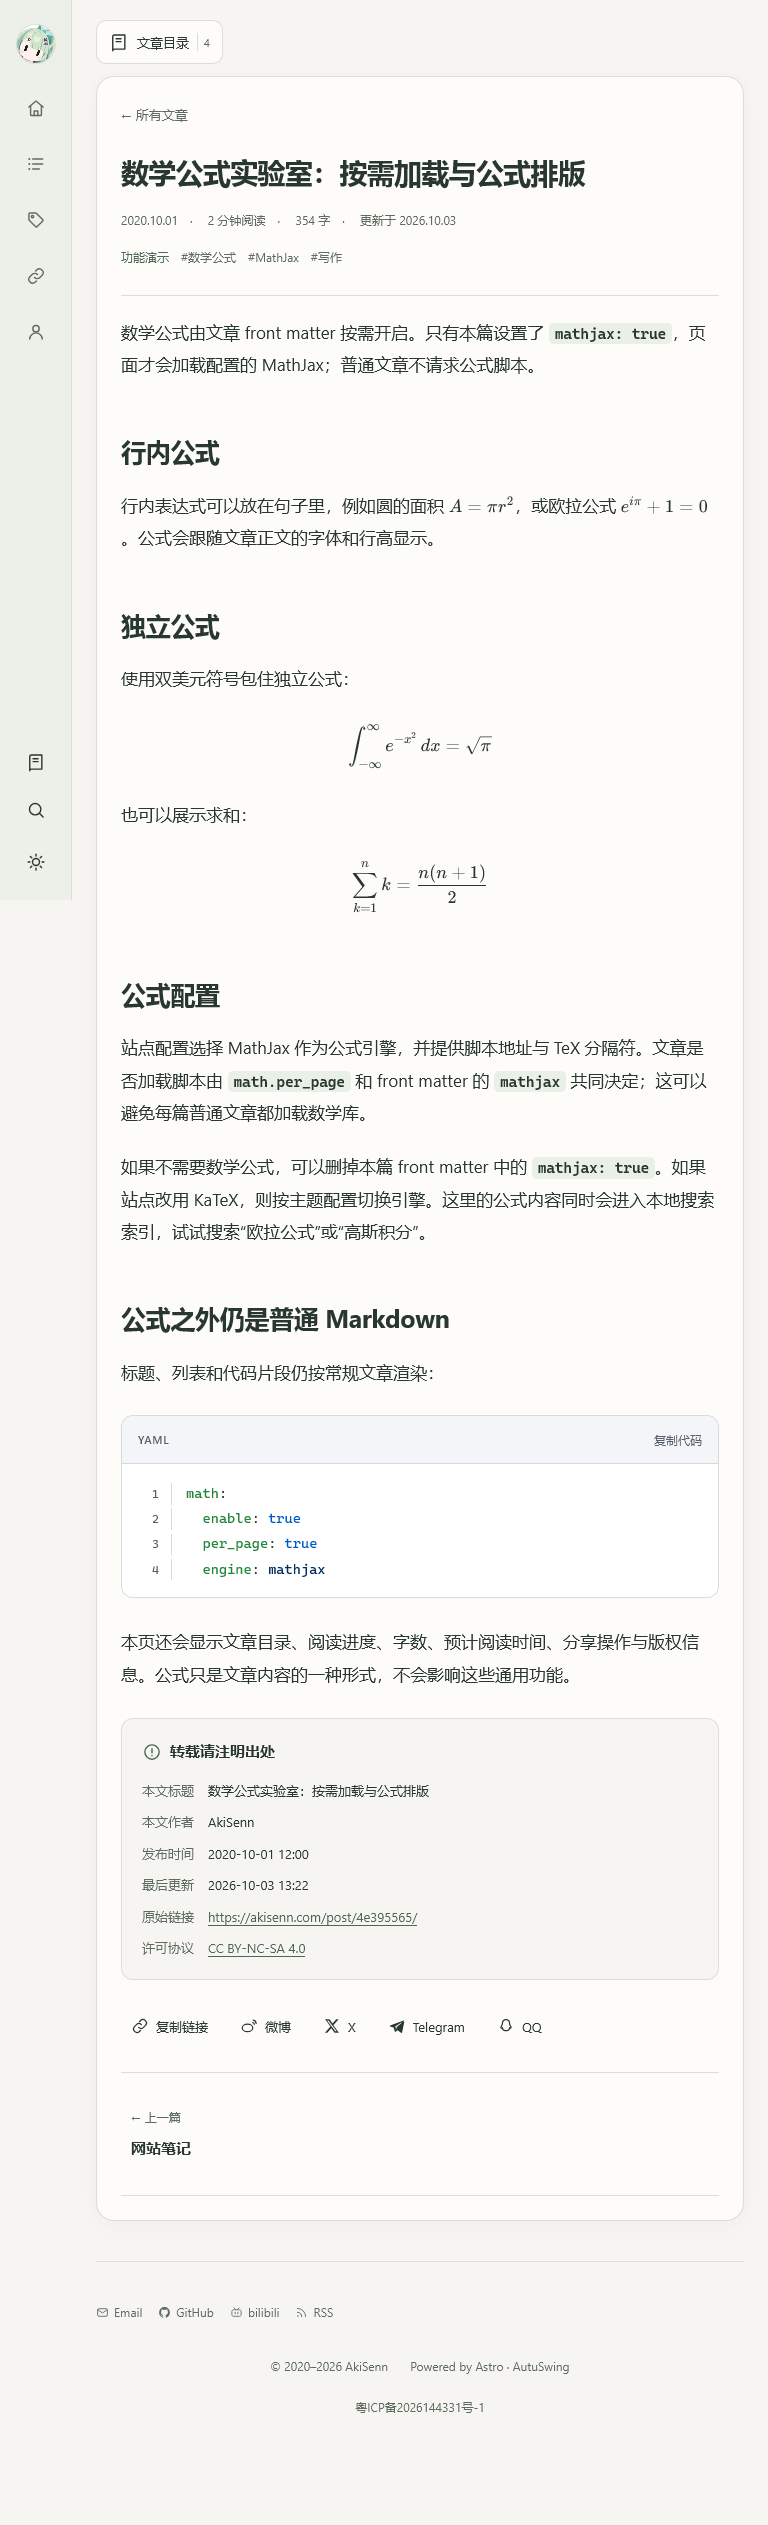 文章目录 4
← 所有文章
数学公式实验室：按需加载与公式排版
2020.10.01 · 2 分钟阅读 · 354 字 · 更新于 2026.10.03
功能演示 #数学公式 #MathJax #写作
数学公式由文章 front matter 按需开启。只有本篇设置了 mathjax: true，页
面才会加载配置的 MathJax；普通文章不请求公式脚本。
行内公式
行内表达式可以放在句子里，例如圆的面积 A = πr²，或欧拉公式 e^{iπ} + 1 = 0
。公式会跟随文章正文的字体和行高显示。
独立公式
使用双美元符号包住独立公式：
∫_{−∞}^{∞} e^{−x²} dx = √π
也可以展示求和：
∑_{k=1}^{n} k = n(n + 1)/2
公式配置
站点配置选择 MathJax 作为公式引擎，并提供脚本地址与 TeX 分隔符。文章是
否加载脚本由 math.per_page 和 front matter 的 mathjax 共同决定；这可以
避免每篇普通文章都加载数学库。
如果不需要数学公式，可以删掉本篇 front matter 中的 mathjax: true。如果
站点改用 KaTeX，则按主题配置切换引擎。这里的公式内容同时会进入本地搜索
索引，试试搜索“欧拉公式”或“高斯积分”。
公式之外仍是普通 Markdown
标题、列表和代码片段仍按常规文章渲染：
YAML 复制代码
1 math:
2   enable: true
3   per_page: true
4   engine: mathjax
本页还会显示文章目录、阅读进度、字数、预计阅读时间、分享操作与版权信
息。公式只是文章内容的一种形式，不会影响这些通用功能。
转载请注明出处
本文标题 数学公式实验室：按需加载与公式排版
本文作者 AkiSenn
发布时间 2020-10-01 12:00
最后更新 2026-10-03 13:22
原始链接 https://akisenn.com/post/4e395565/
许可协议 CC BY-NC-SA 4.0
复制链接 微博 X Telegram QQ
← 上一篇
网站笔记
Email GitHub bilibili RSS
© 2020–2026 AkiSenn Powered by Astro · AutuSwing
粤ICP备2026144331号-1